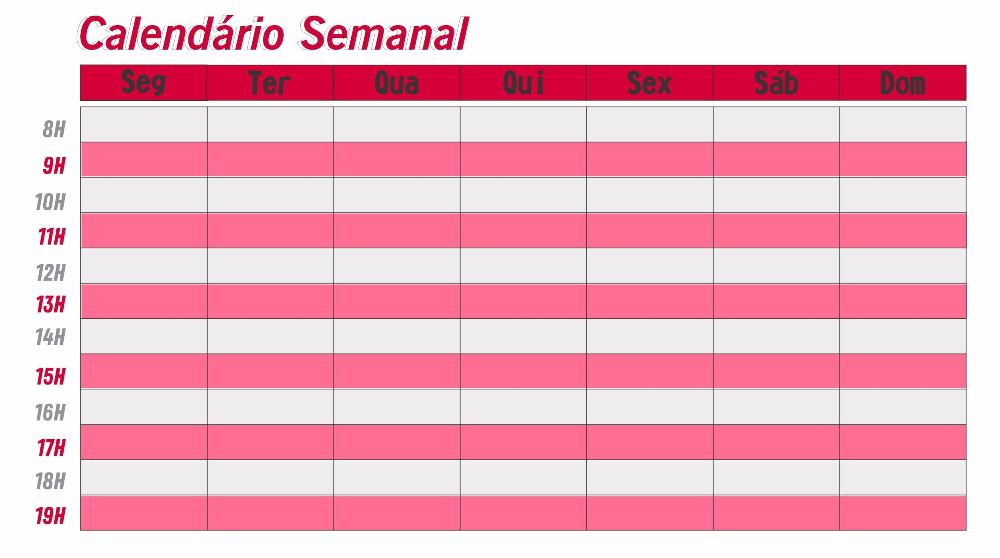 Calendário Semanal
Seg Ter Qua Qui Sex Sáb Dom
8H
9H
10H
11H
12H
13H
14H
15H
16H
17H
18H
19H